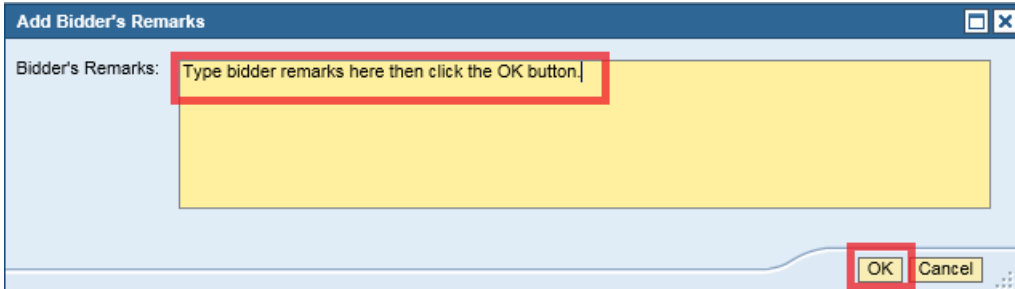 Add Bidder's Remarks
Bidder's Remarks: Type bidder remarks here then click the OK button.
OK Cancel